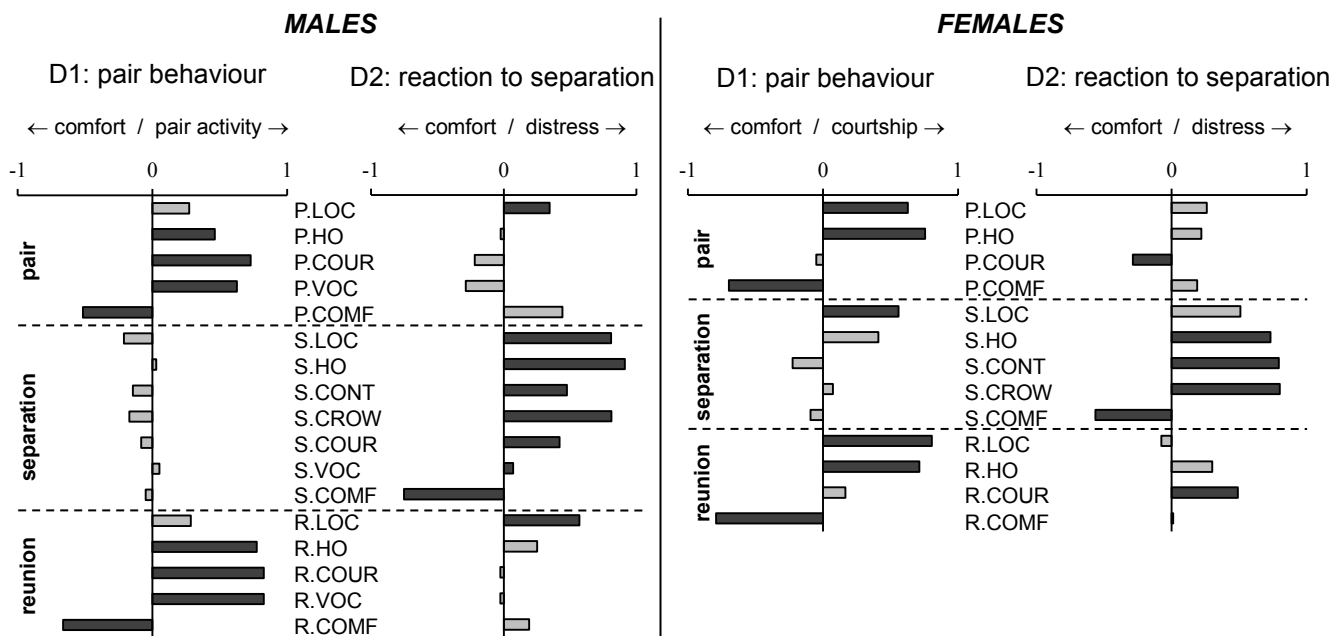 MALES
FEMALES
D1: pair behaviour
D2: reaction to separation
D1: pair behaviour
D2: reaction to separation
← comfort / pair activity →
← comfort / distress →
← comfort / courtship →
← comfort / distress →
-1 0 1
-1 0 1
-1 0 1
-1 0 1
pair
P.LOC
P.HO
P.COUR
P.VOC
P.COMF
separation
S.LOC
S.HO
S.CONT
S.CROW
S.COUR
S.VOC
S.COMF
reunion
R.LOC
R.HO
R.COUR
R.VOC
R.COMF
pair
P.LOC
P.HO
P.COUR
P.COMF
separation
S.LOC
S.HO
S.CONT
S.CROW
S.COMF
reunion
R.LOC
R.HO
R.COUR
R.COMF